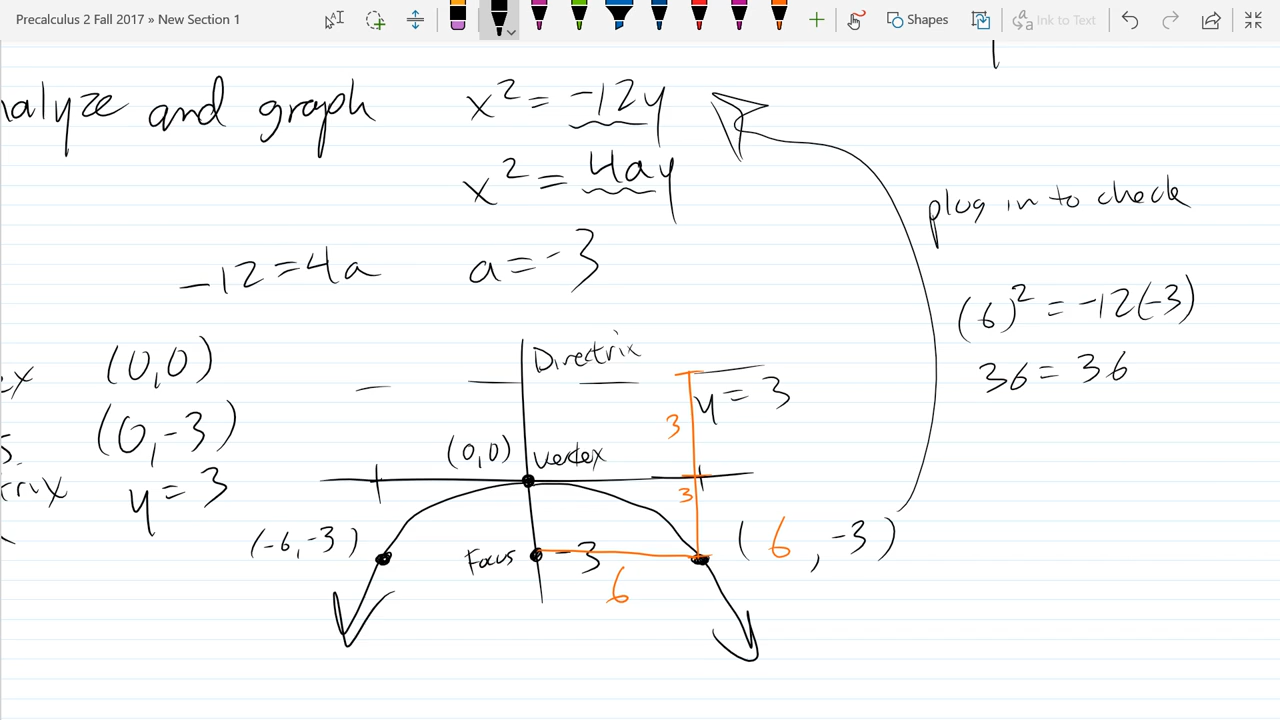 Precalculus 2 Fall 2017 » New Section 1
Shapes
Ink to Text
nalyze and graph x² = -12y
x² = 4ay
plug in to check
-12 = 4a a = -3
(6)² = -12(-3)
36 = 36
ex (0,0)
Directrix
y = 3
3
s (0,-3)
(0,0) vertex
trix y = 3
3
(-6,-3)
Focus -3
(6,-3)
6